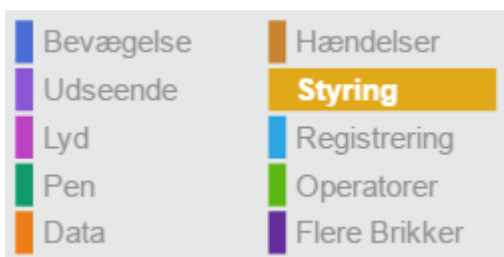 Bevægelse
Hændelser
Udseende
Styring
Lyd
Registrering
Pen
Operatorer
Data
Flere Brikker